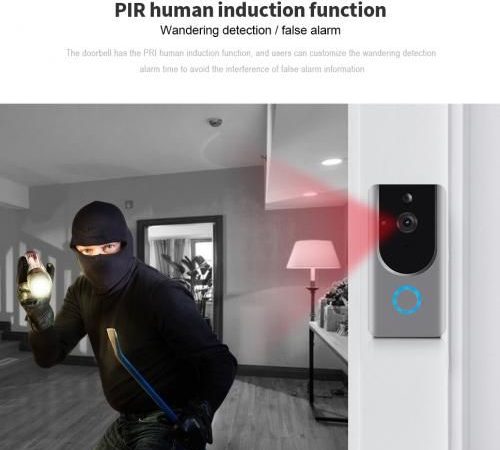 PIR human induction function
Wandering detection / false alarm
The doorbell has the PRI human induction function, and users can customize the wandering detection
alarm time to avoid the interference of false alarm information